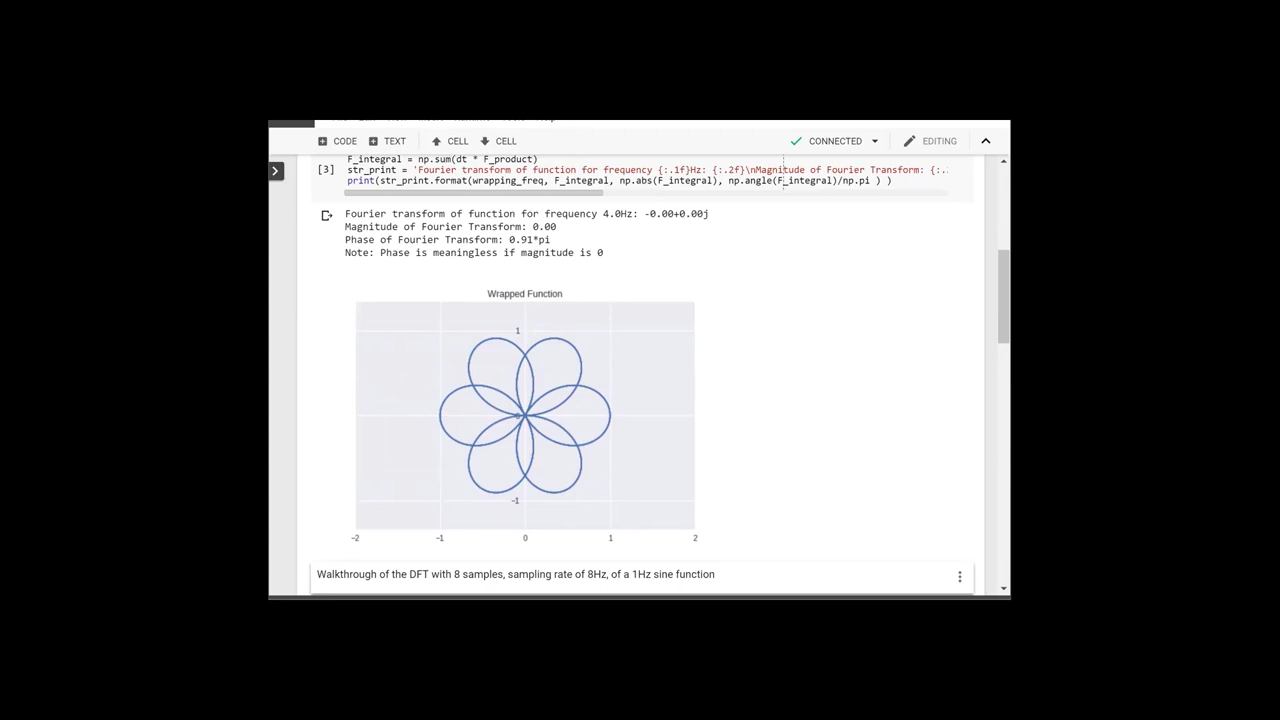 CODE TEXT CELL CELL CONNECTED EDITING
F_integral = np.sum(dt * F_product)
[3] str_print = 'Fourier transform of function for frequency {:.1f}Hz: {:.2f}\nMagnitude of Fourier Transform: {:.
print(str_print.format(wrapping_freq, F_integral, np.abs(F_integral), np.angle(F_integral)/np.pi ) )
Fourier transform of function for frequency 4.0Hz: -0.00+0.00j
Magnitude of Fourier Transform: 0.00
Phase of Fourier Transform: 0.91*pi
Note: Phase is meaningless if magnitude is 0
Wrapped Function
1
0
−1
−2 −1 0 1 2
Walkthrough of the DFT with 8 samples, sampling rate of 8Hz, of a 1Hz sine function